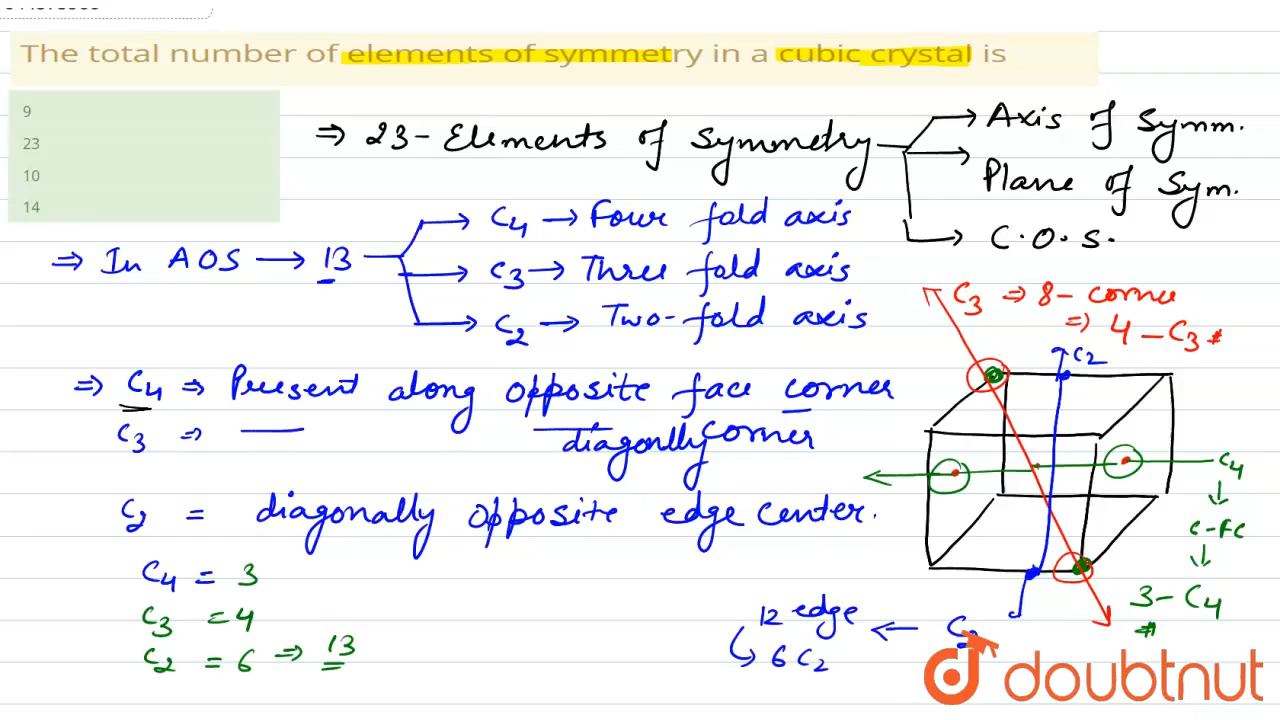 The total number of elements of symmetry in a cubic crystal is
9
23
10
14
⇒ 23 - Elements of Symmetry
→ Axis of Symm.
→ Plane of Sym.
→ C.O.S.
⇒ In AOS → 13
→ C4 → Four fold axis
→ C3 → Three fold axis
→ C2 → Two-fold axis
⇒ C4 ⇒ Present along opposite face corner
C3 ⇒ — diagonlly corner
C2 = diagonally opposite edge center.
C4 = 3
C3 = 4
C2 = 6 ⇒ 13
C3 ⇒ 8 - corner
⇒ 4 - C3
C2
C4
↓
C-FC
↓
3 - C4
12 edge ←
6 C2
doubtnut